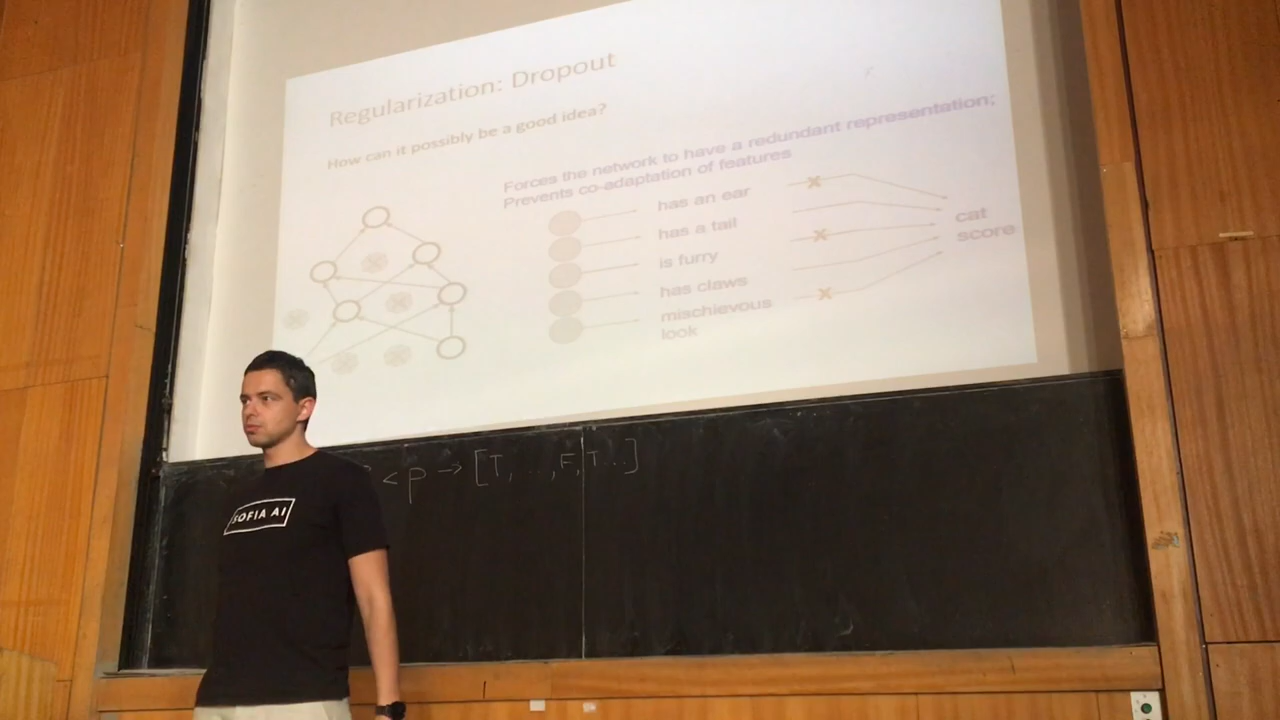 Regularization: Dropout
How can it possibly be a good idea?
Forces the network to have a redundant representation;
Prevents co-adaptation of features
has an ear
has a tail
is furry
has claws
mischievous
look
cat
score
< p → [T, ..., F, T...]
SOFIA AI